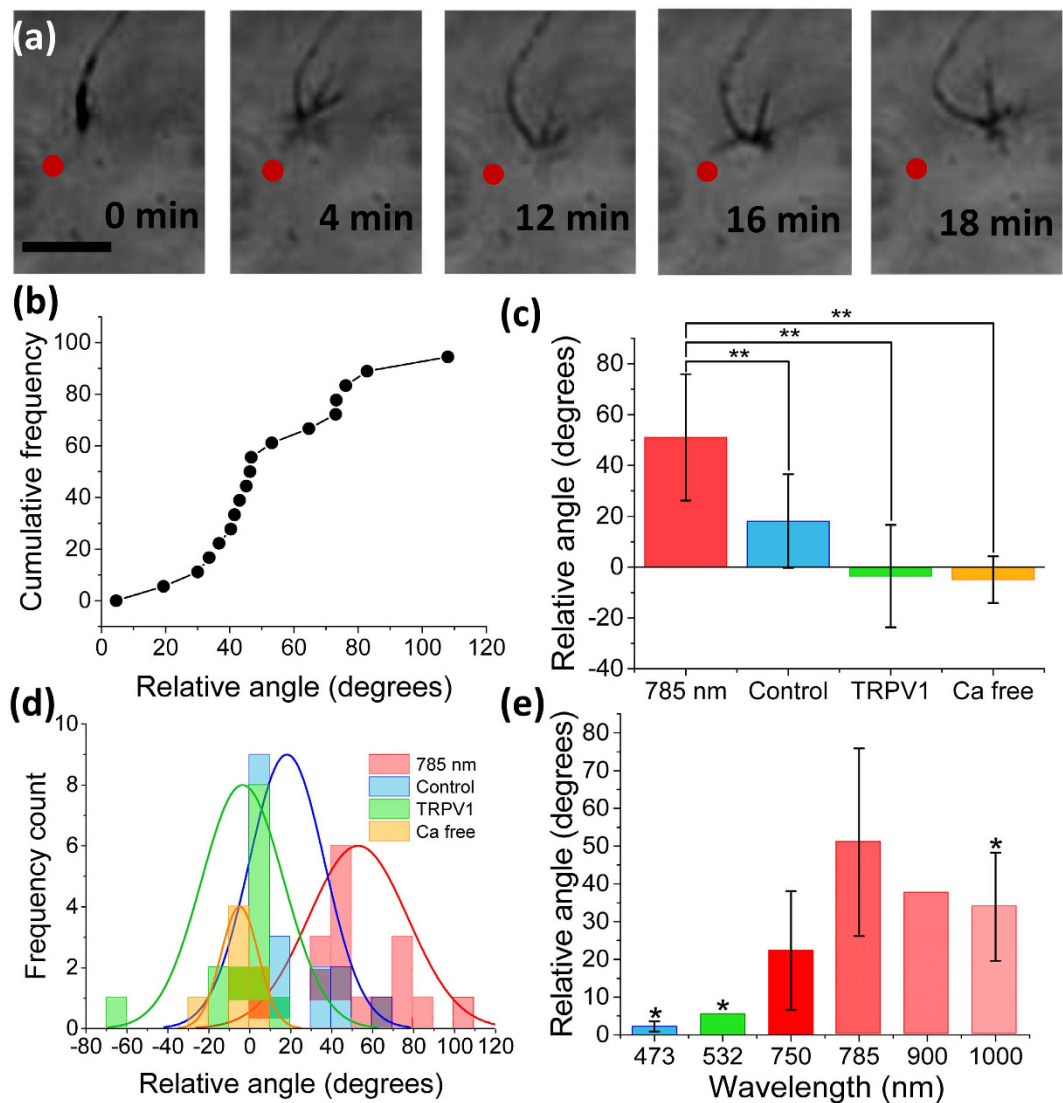 (a)
0 min
4 min
12 min
16 min
18 min
(b)
Cumulative frequency
100
80
60
40
20
0
0 20 40 60 80 100 120
Relative angle (degrees)
(c)
Relative angle (degrees)
80
60
40
20
0
-20
-40
**
**
**
785 nm Control TRPV1 Ca free
(d)
Frequency count
10
8
6
4
2
0
-80 -60 -40 -20 0 20 40 60 80 100 120
Relative angle (degrees)
785 nm
Control
TRPV1
Ca free
(e)
Relative angle (degrees)
80
70
60
50
40
30
20
10
0
*
*
*
473 532 750 785 900 1000
Wavelength (nm)